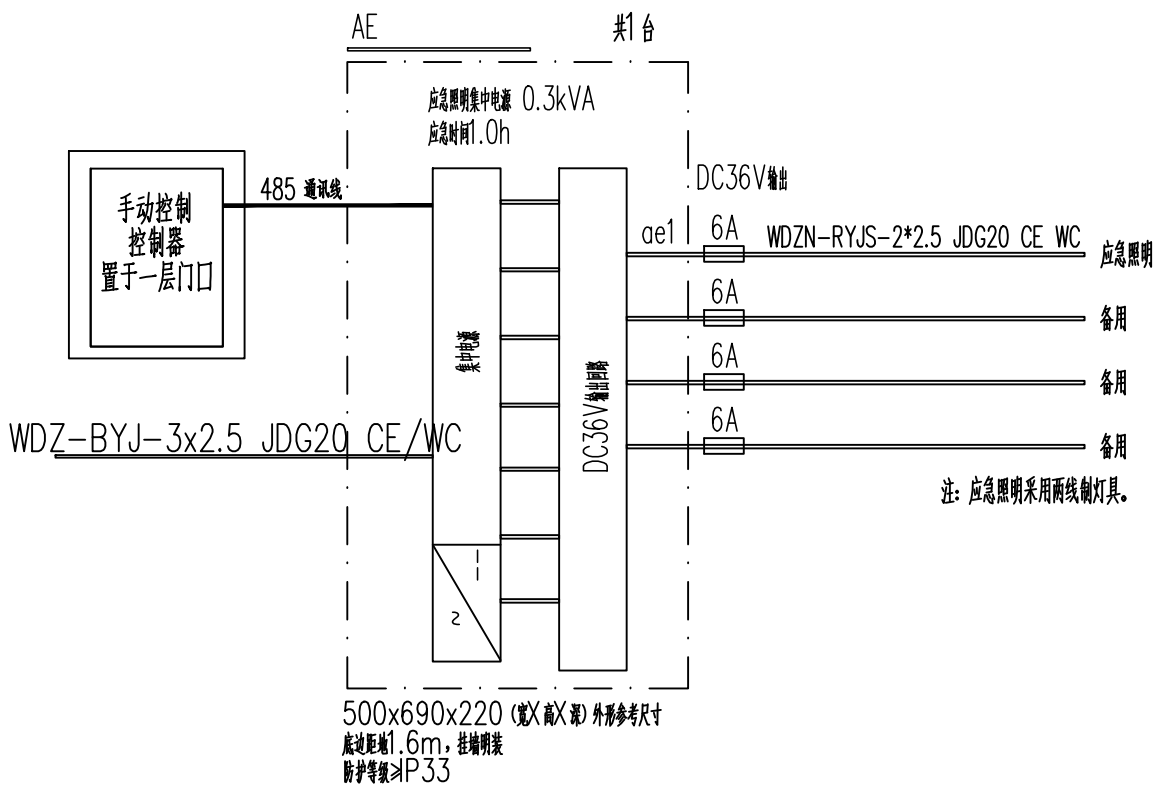 AE
共1台
应急照明集中电源 0.3kVA
应急时间1.0h
手动控制
控制器
置于一层门口
485 通讯线
DC36V输出
ae1
6A
WDZN-RYJS-2*2.5 JDG20 CE WC
应急照明
6A
备用
6A
备用
6A
备用
集中电源
DC36V输出回路
WDZ-BYJ-3x2.5 JDG20 CE/WC
注：应急照明采用两线制灯具。
500x690x220（宽X高X深）外形参考尺寸
底边距地1.6m，挂墙明装
防护等级≥IP33